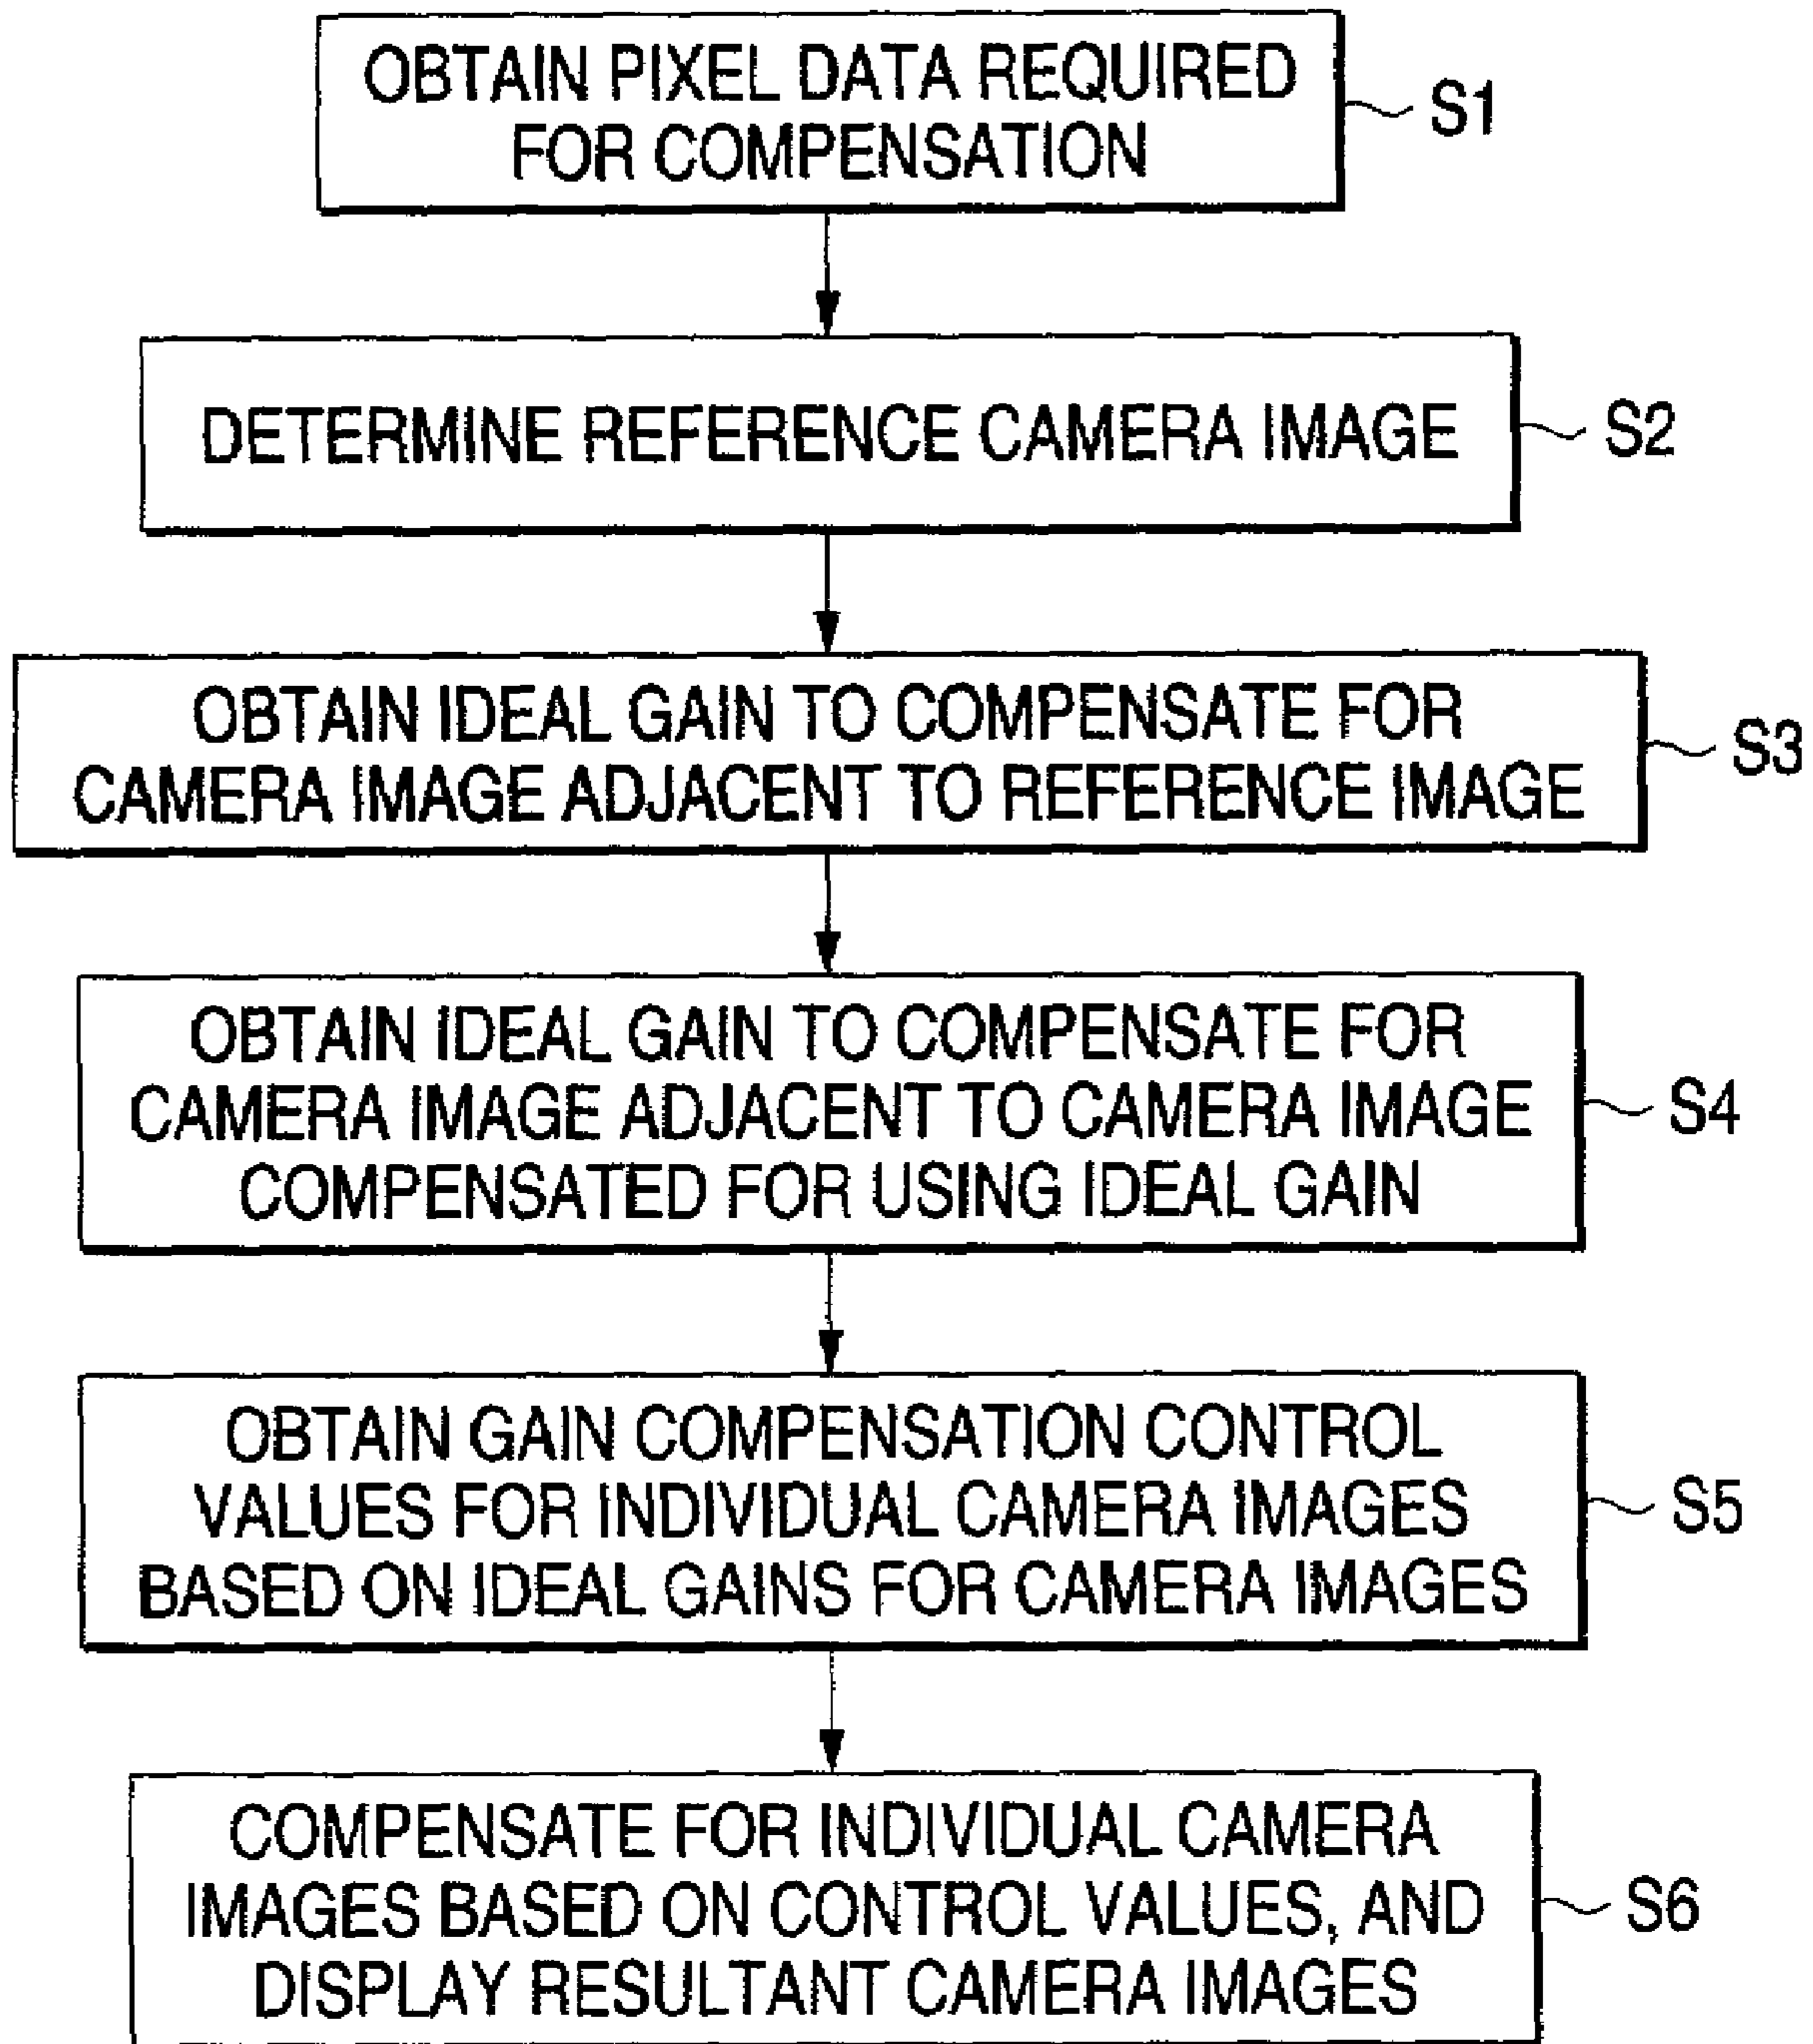 OBTAIN PIXEL DATA REQUIRED
FOR COMPENSATION
S1
DETERMINE REFERENCE CAMERA IMAGE
S2
OBTAIN IDEAL GAIN TO COMPENSATE FOR
CAMERA IMAGE ADJACENT TO REFERENCE IMAGE
S3
OBTAIN IDEAL GAIN TO COMPENSATE FOR
CAMERA IMAGE ADJACENT TO CAMERA IMAGE
COMPENSATED FOR USING IDEAL GAIN
S4
OBTAIN GAIN COMPENSATION CONTROL
VALUES FOR INDIVIDUAL CAMERA IMAGES
BASED ON IDEAL GAINS FOR CAMERA IMAGES
S5
COMPENSATE FOR INDIVIDUAL CAMERA
IMAGES BASED ON CONTROL VALUES, AND
DISPLAY RESULTANT CAMERA IMAGES
S6